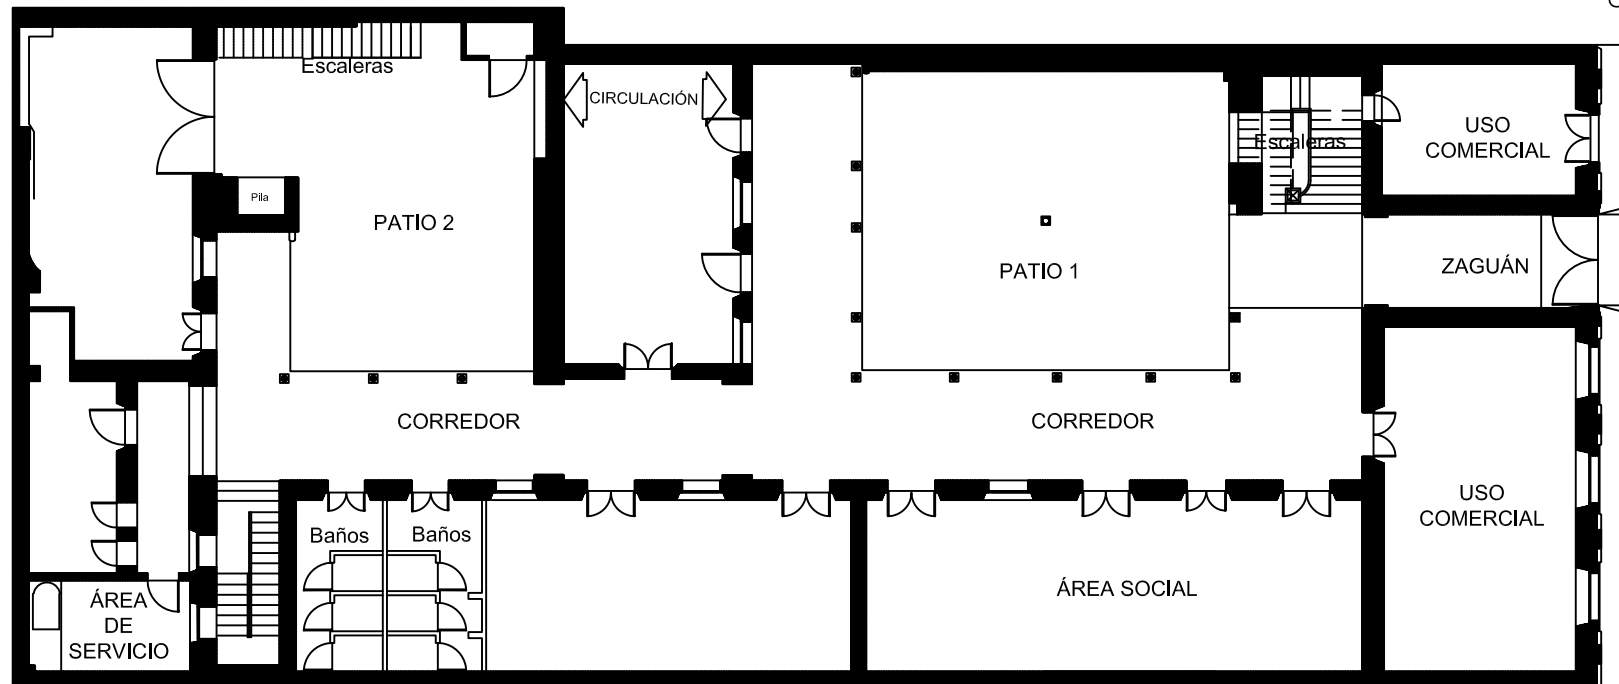 Escaleras
CIRCULACIÓN
Escaleras
USO
COMERCIAL
Pila
PATIO 2
PATIO 1
ZAGUÁN
CORREDOR
CORREDOR
USO
COMERCIAL
Baños
Baños
ÁREA SOCIAL
ÁREA
DE
SERVICIO